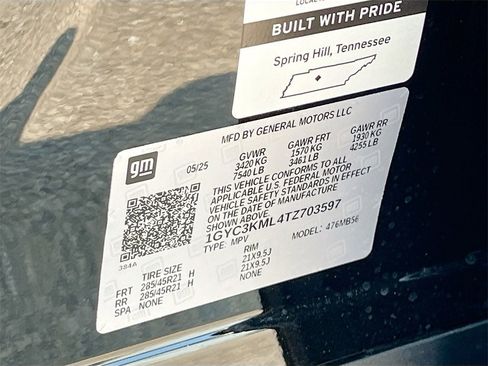 BUILT WITH PRIDE
Spring Hill, Tennessee
MFD BY GENERAL MOTORS LLC
gm
05/25
GVWR GAWR FRT GAWR RR
3420 KG 1570 KG 1930 KG
7540 LB 3461 LB 4255 LB
THIS VEHICLE CONFORMS TO ALL
APPLICABLE U.S. FEDERAL MOTOR
VEHICLE SAFETY STANDARDS IN EFFECT
ON THE DATE OF MANUFACTURE
SHOWN ABOVE.
1GYC3KML4TZ703597
TYPE: MPV MODEL: 476MB56
384A
TIRE SIZE RIM
FRT 285/45R21 H 21X9.5J
RR 285/45R21 H 21X9.5J
SPA NONE NONE